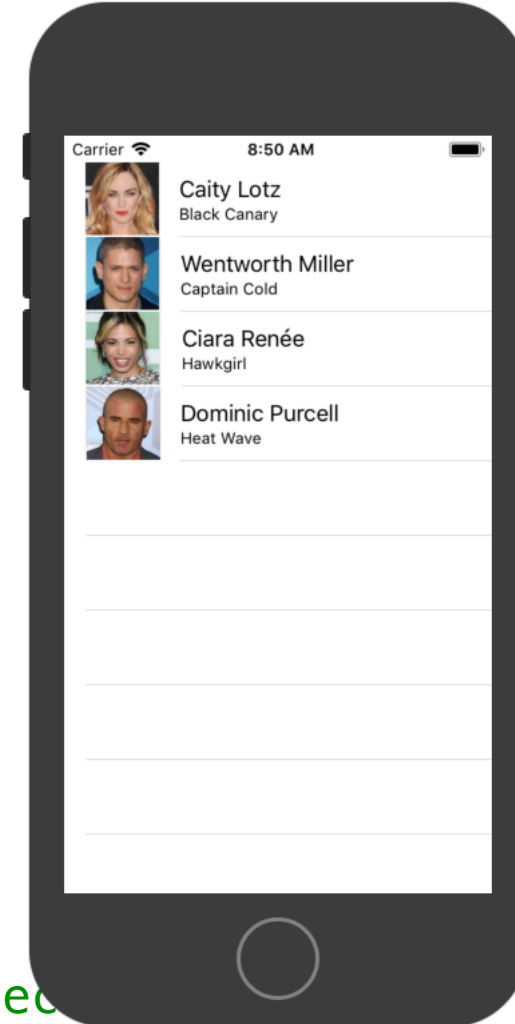 Carrier 8:50 AM
Caity Lotz
Black Canary
Wentworth Miller
Captain Cold
Ciara Renée
Hawkgirl
Dominic Purcell
Heat Wave
ec